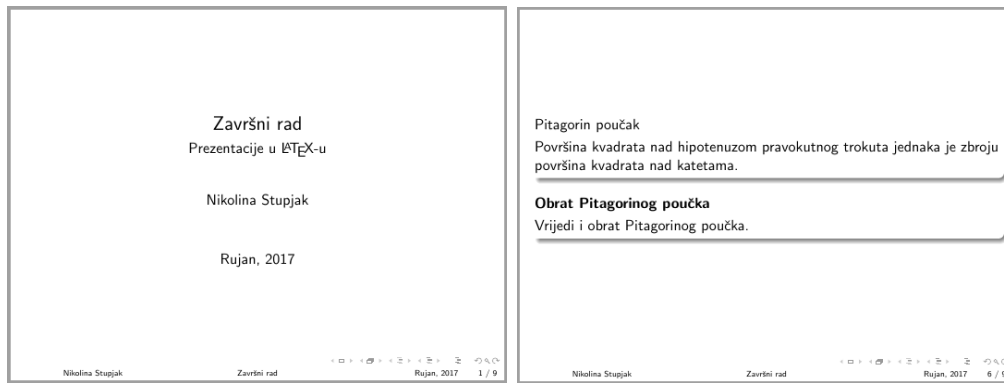 Završni rad
Prezentacije u LATEX-u
Nikolina Stupjak
Rujan, 2017
Nikolina Stupjak Završni rad Rujan, 2017 1 / 9
Pitagorin poučak
Površina kvadrata nad hipotenuzom pravokutnog trokuta jednaka je zbroju
površina kvadrata nad katetama.
Obrat Pitagorinog poučka
Vrijedi i obrat Pitagorinog poučka.
Nikolina Stupjak Završni rad Rujan, 2017 6 / 9